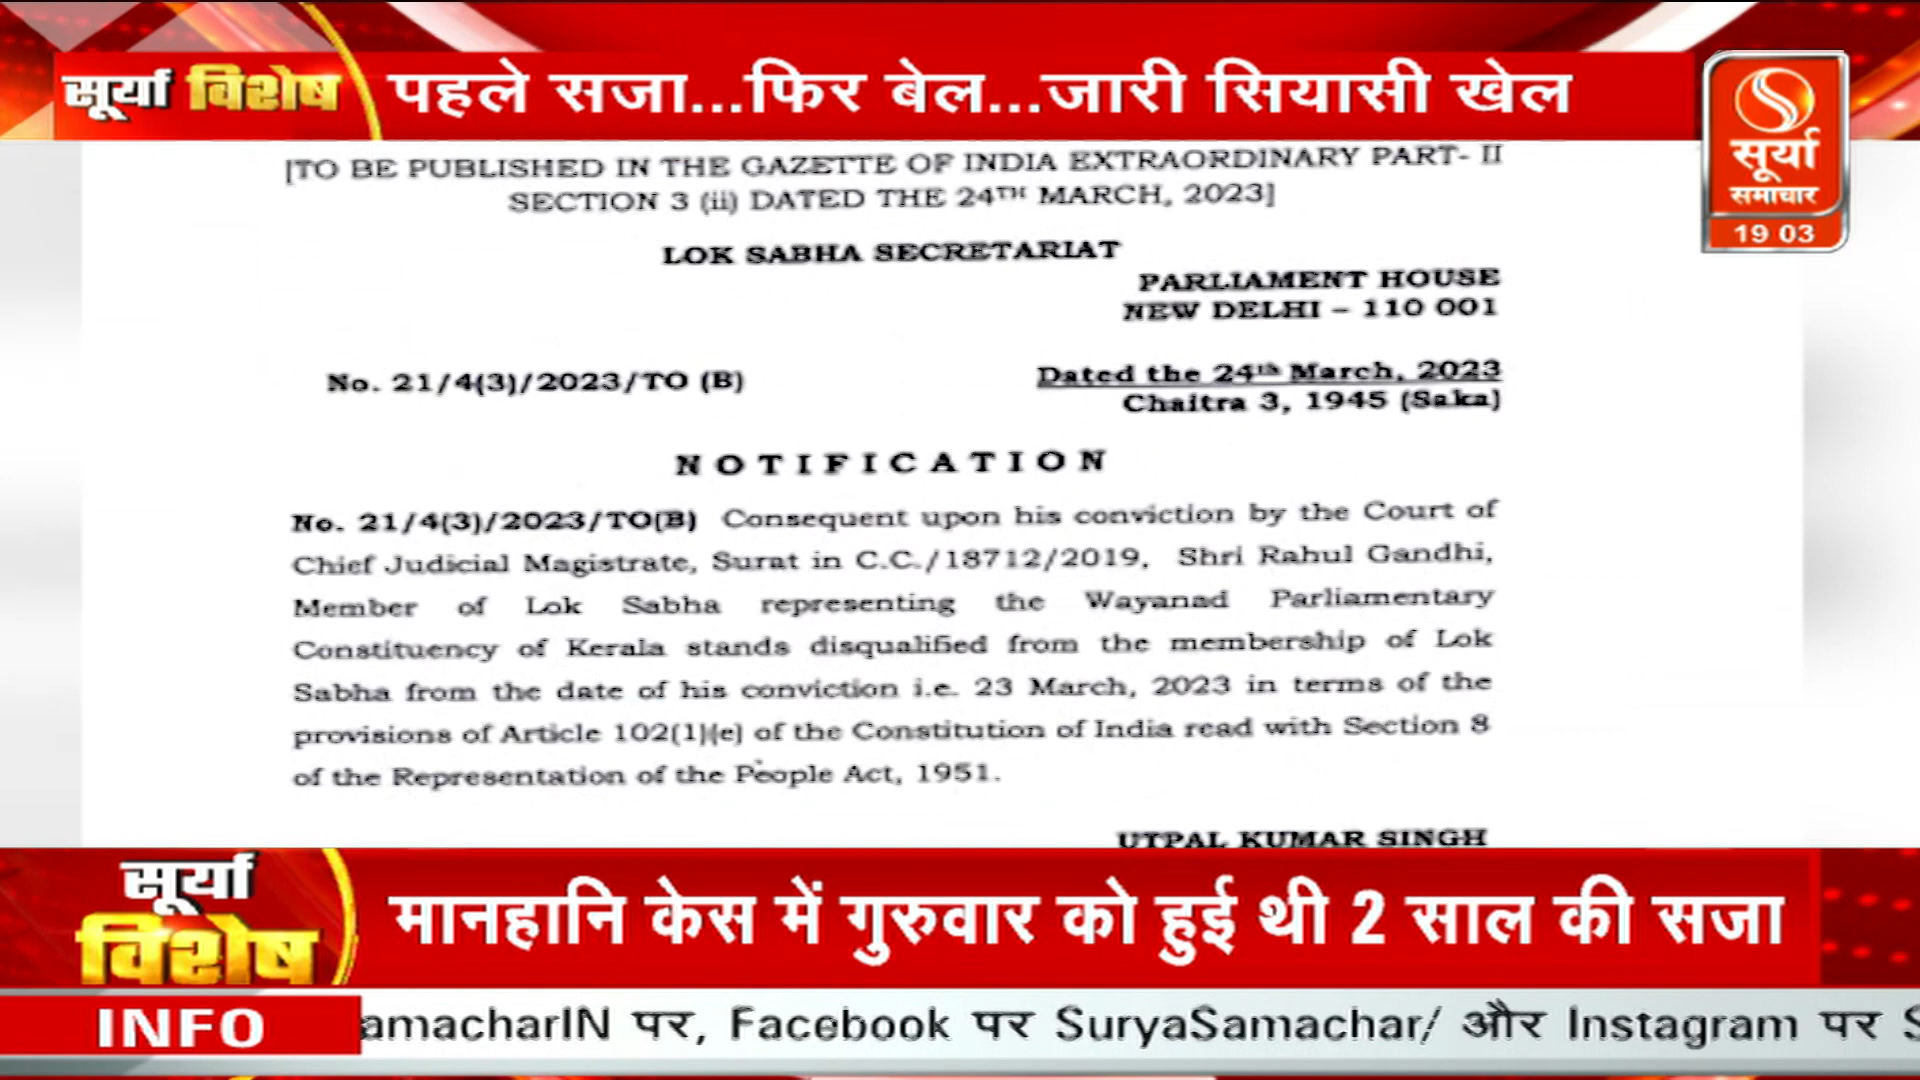 सूर्या विशेष
पहले सजा...फिर बेल...जारी सियासी खेल
सूर्या
समाचार
19 03
[TO BE PUBLISHED IN THE GAZETTE OF INDIA EXTRAORDINARY PART- II
SECTION 3 (ii) DATED THE 24TH MARCH, 2023]
LOK SABHA SECRETARIAT
PARLIAMENT HOUSE
NEW DELHI – 110 001
No. 21/4(3)/2023/TO (B)
Dated the 24th March, 2023
Chaitra 3, 1945 (Saka)
NOTIFICATION
No. 21/4(3)/2023/TO(B) Consequent upon his conviction by the Court of
Chief Judicial Magistrate, Surat in C.C./18712/2019, Shri Rahul Gandhi,
Member of Lok Sabha representing the Wayanad Parliamentary
Constituency of Kerala stands disqualified from the membership of Lok
Sabha from the date of his conviction i.e. 23 March, 2023 in terms of the
provisions of Article 102(1)(e) of the Constitution of India read with Section 8
of the Representation of the People Act, 1951.
UTPAL KUMAR SINGH
सूर्या
विशेष
मानहानि केस में गुरुवार को हुई थी 2 साल की सजा
INFO
amacharIN पर, Facebook पर SuryaSamachar/ और Instagram पर S